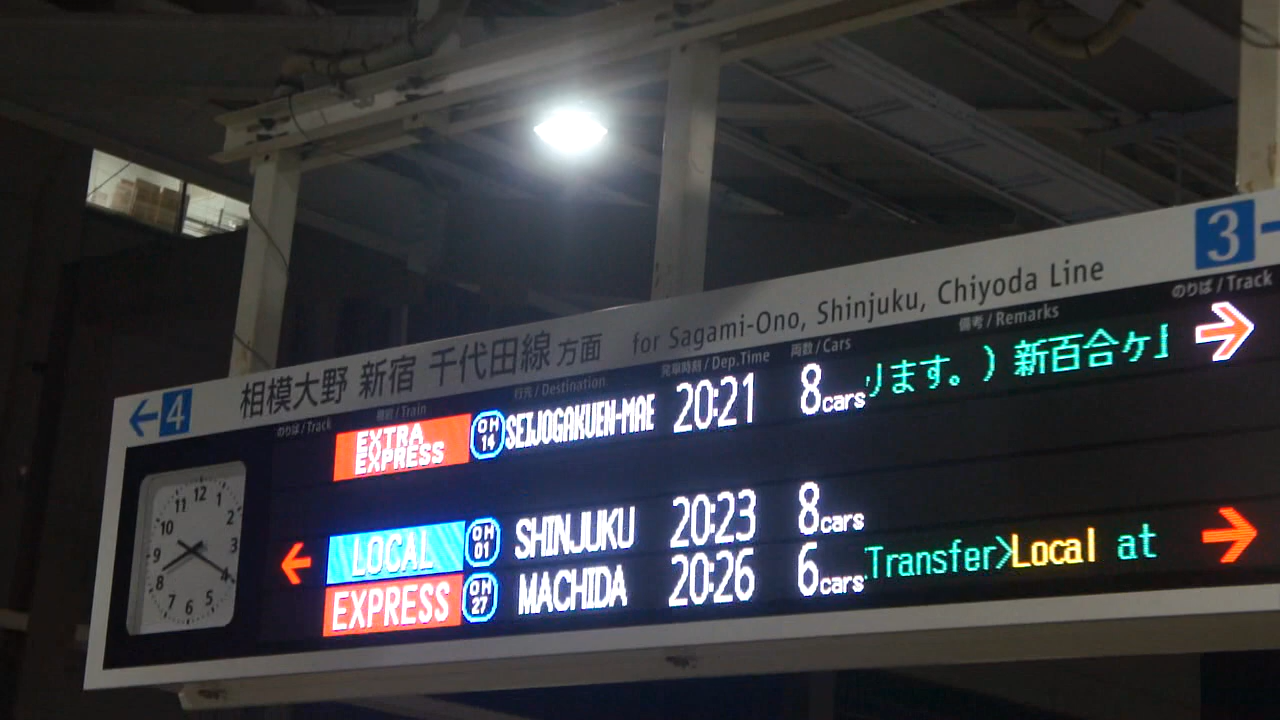 3
相模大野 新宿 千代田線 方面 for Sagami-Ono, Shinjuku, Chiyoda Line
4
のりば/Track 種別/Train 行先/Destination 発車時刻/Dep.Time 両数/Cars 備考/Remarks のりば/Track
EXTRA EXPRESS OH 14 SEIJOGAKUEN-MAE 20:21 8cars ります。) 新百合ヶ
LOCAL OH 01 SHINJUKU 20:23 8cars
EXPRESS OH 27 MACHIDA 20:26 6cars Transfer>Local at
12
1
2
3
4
5
6
7
8
9
10
11